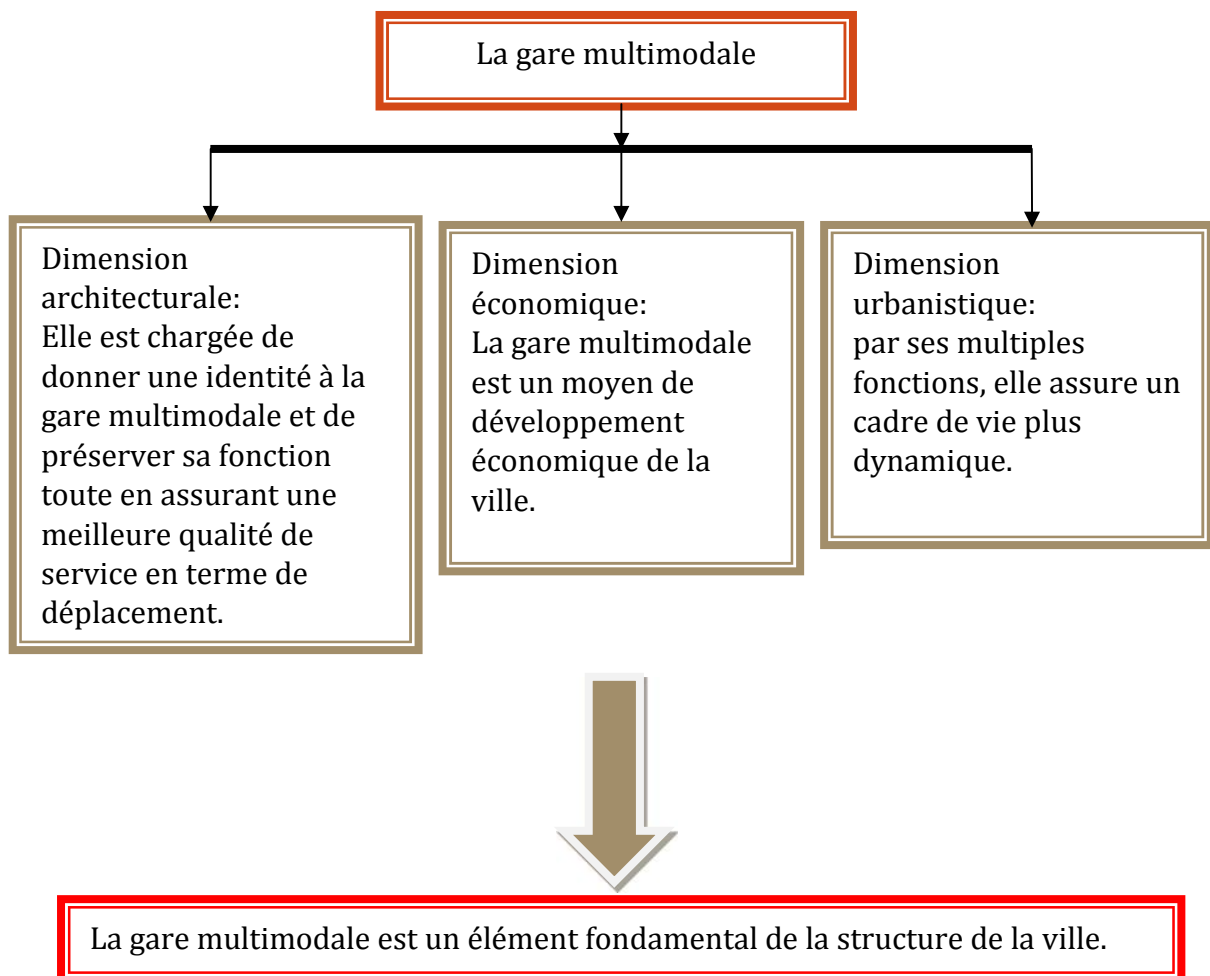 La gare multimodale
Dimension
architecturale:
Elle est chargée de
donner une identité à la
gare multimodale et de
préserver sa fonction
toute en assurant une
meilleure qualité de
service en terme de
déplacement.
Dimension
économique:
La gare multimodale
est un moyen de
développement
économique de la
ville.
Dimension
urbanistique:
par ses multiples
fonctions, elle assure un
cadre de vie plus
dynamique.
La gare multimodale est un élément fondamental de la structure de la ville.